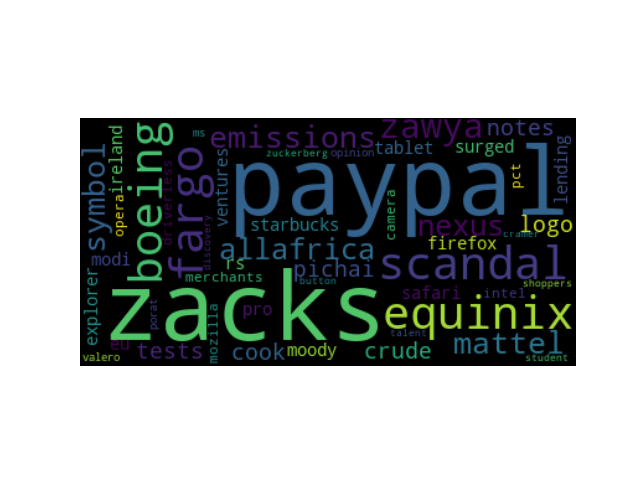 symbol
opera
ireland
boeing
driverless
fargo
ms
emissions
zawya
notes
zuckerberg
opinion
tablet
surged
pct
lending
paypal
ventures
discovery
starbucks
camera
nexus
logo
cramer
firefox
allafrica
scandal
modi
rs
merchants
pichai
button
explorer
zacks
safari
intel
shoppers
porat
mozilla
pro
equinix
talent
eu
tests
cook
moody
crude
mattel
valero
student